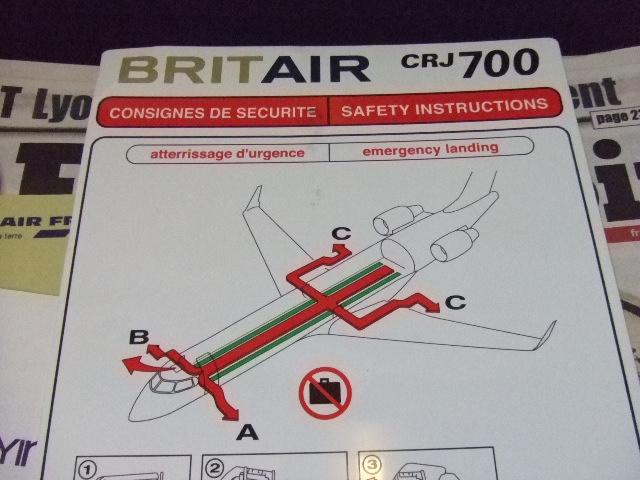 BRITAIR CRJ700
CONSIGNES DE SECURITE SAFETY INSTRUCTIONS
atterrissage d'urgence emergency landing
C
C
B
A
1 2 3
T Lyo
ent
page 2
AIR FR
terre